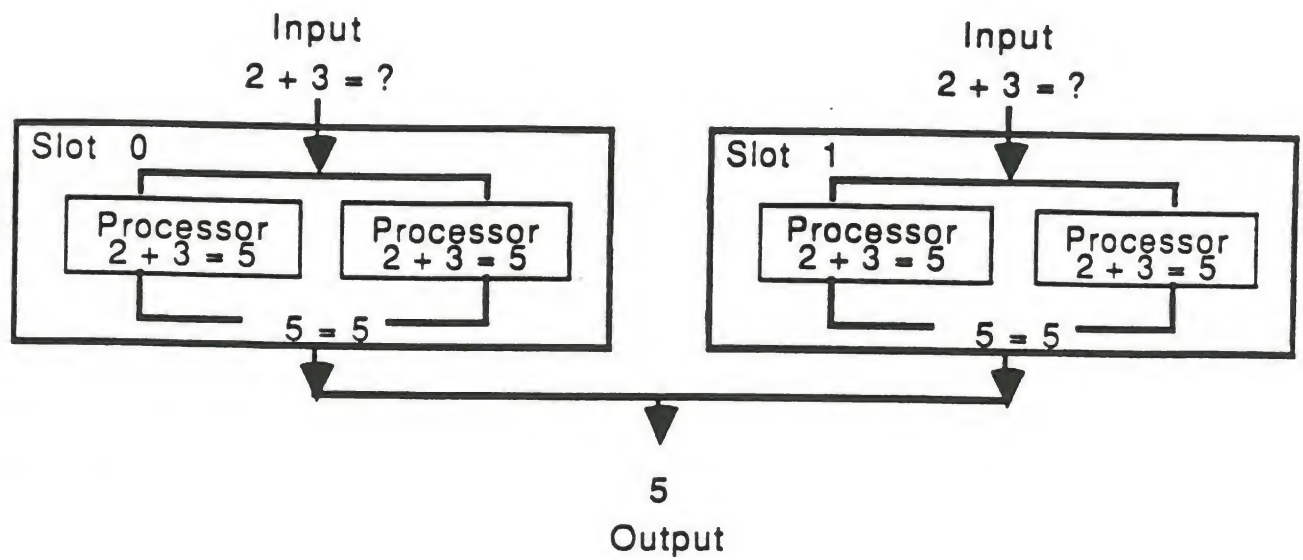 Input
2 + 3 = ?
Slot 0
Processor
2 + 3 = 5
Processor
2 + 3 = 5
5 = 5
Input
2 + 3 = ?
Slot 1
Processor
2 + 3 = 5
Processor
2 + 3 = 5
5 = 5
5
Output